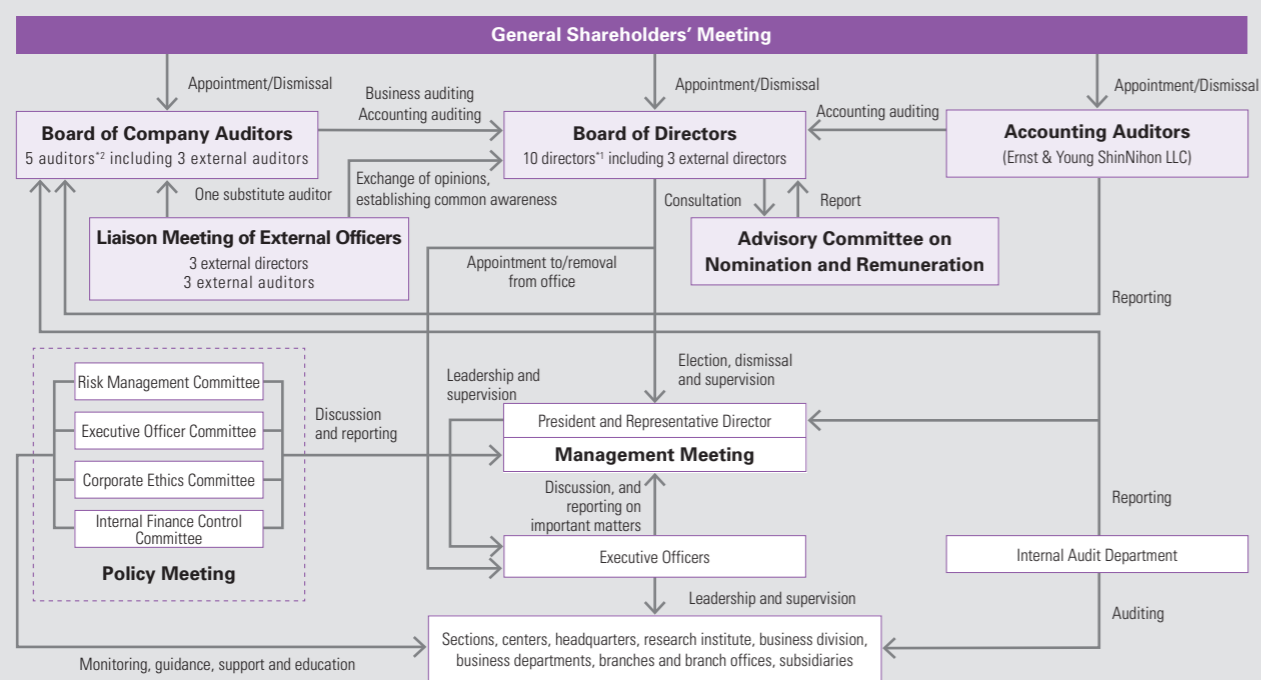 General Shareholders' Meeting
Appointment/Dismissal
Appointment/Dismissal
Appointment/Dismissal
Business auditing
Accounting auditing
Accounting auditing
Board of Company Auditors
5 auditors*2 including 3 external auditors
Board of Directors
10 directors*1 including 3 external directors
Accounting Auditors
(Ernst & Young ShinNihon LLC)
One substitute auditor
Exchange of opinions,
establishing common awareness
Consultation
Report
Liaison Meeting of External Officers
3 external directors
3 external auditors
Advisory Committee on
Nomination and Remuneration
Appointment to/removal
from office
Reporting
Election, dismissal
and supervision
Leadership and
supervision
Risk Management Committee
Executive Officer Committee
Corporate Ethics Committee
Internal Finance Control
Committee
Policy Meeting
Discussion
and reporting
President and Representative Director
Management Meeting
Discussion, and
reporting on
important matters
Reporting
Executive Officers
Internal Audit Department
Leadership and supervision
Auditing
Sections, centers, headquarters, research institute, business division,
business departments, branches and branch offices, subsidiaries
Monitoring, guidance, support and education